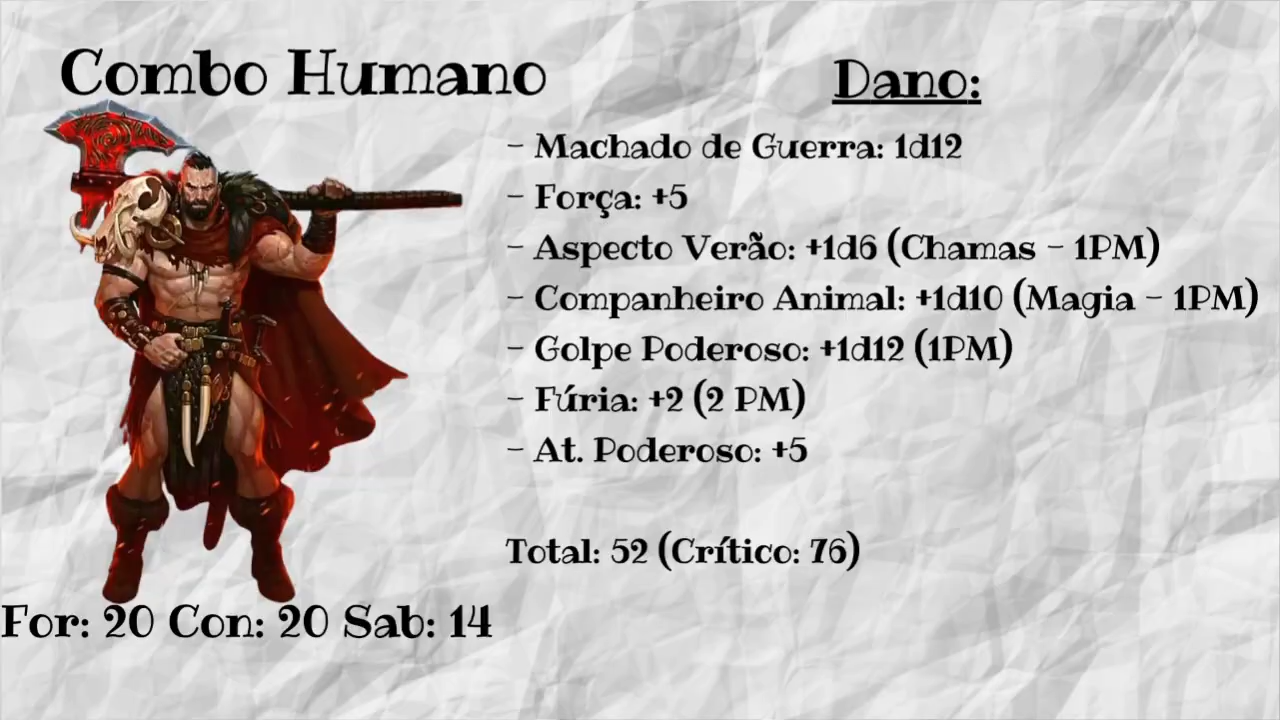 Combo Humano
Dano:
- Machado de Guerra: 1d12
- Força: +5
- Aspecto Verão: +1d6 (Chamas - 1PM)
- Companheiro Animal: +1d10 (Magia - 1PM)
- Golpe Poderoso: +1d12 (1PM)
- Fúria: +2 (2 PM)
- At. Poderoso: +5
Total: 52 (Crítico: 76)
For: 20 Con: 20 Sab: 14